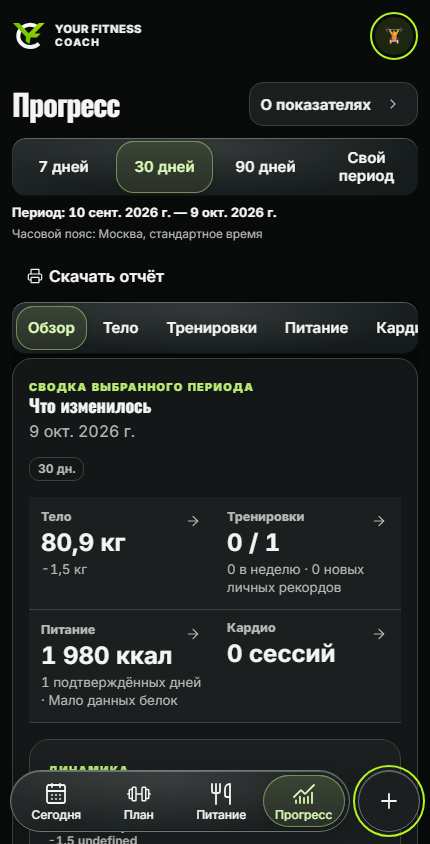 YOUR FITNESS
COACH
Прогресс
О показателях
7 дней
30 дней
90 дней
Свой
период
Период: 10 сент. 2026 г. — 9 окт. 2026 г.
Часовой пояс: Москва, стандартное время
Скачать отчёт
Обзор
Тело
Тренировки
Питание
Карди
СВОДКА ВЫБРАННОГО ПЕРИОДА
Что изменилось
9 окт. 2026 г.
30 дн.
Тело
80,9 кг
-1,5 кг
Тренировки
0 / 1
0 в неделю · 0 новых
личных рекордов
Питание
1 980 ккал
1 подтверждённых дней
· Мало данных белок
Кардио
0 сессий
ДИНАМИКА
Сегодня
План
Питание
Прогресс
-1,5 undefined